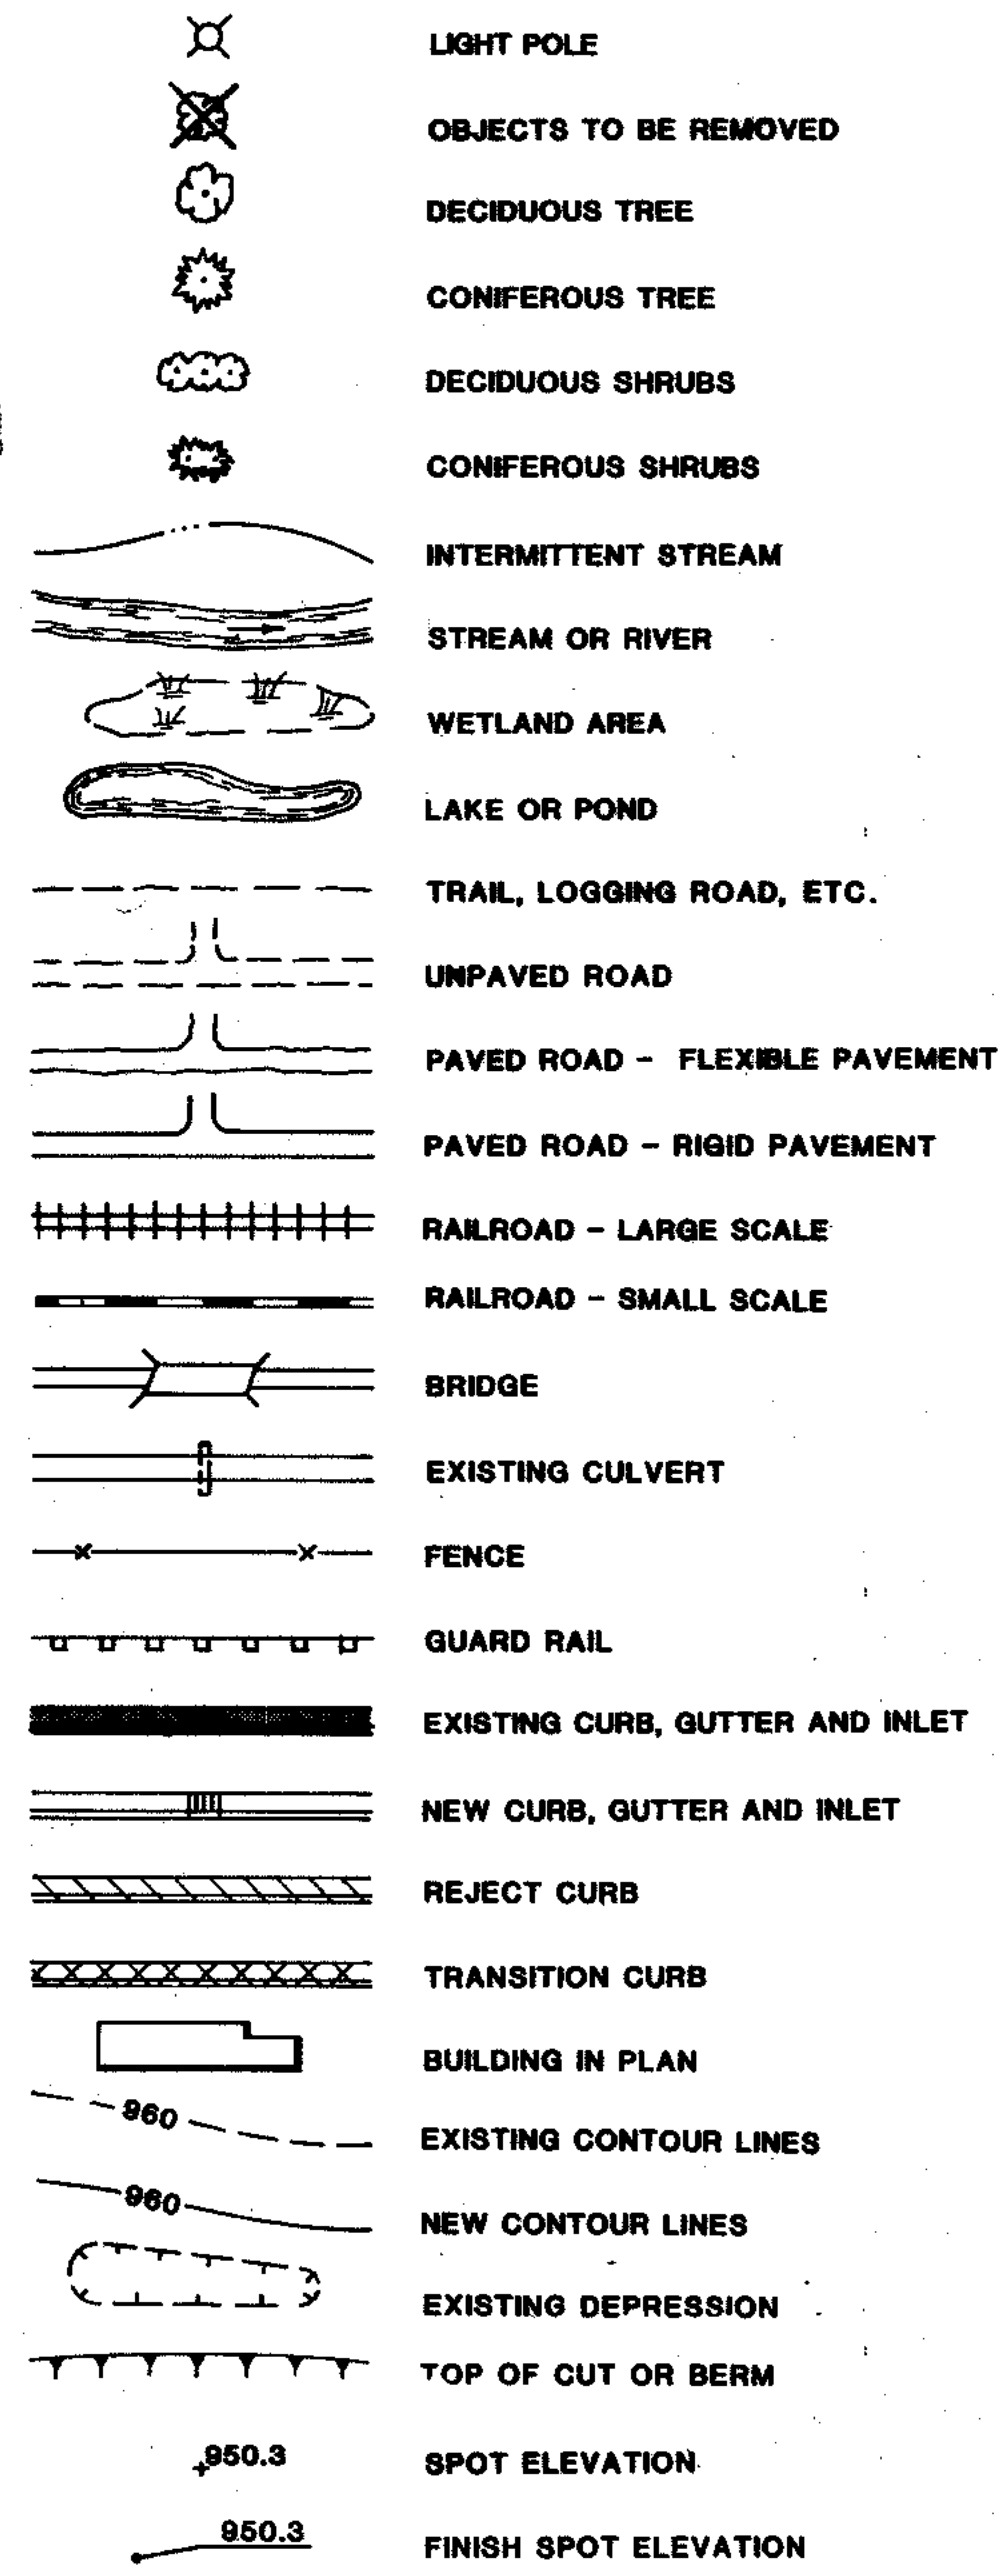 LIGHT POLE
OBJECTS TO BE REMOVED
DECIDUOUS TREE
CONIFEROUS TREE
DECIDUOUS SHRUBS
CONIFEROUS SHRUBS
INTERMITTENT STREAM
STREAM OR RIVER
WETLAND AREA
LAKE OR POND
TRAIL, LOGGING ROAD, ETC.
UNPAVED ROAD
PAVED ROAD - FLEXIBLE PAVEMENT
PAVED ROAD - RIGID PAVEMENT
RAILROAD - LARGE SCALE
RAILROAD - SMALL SCALE
BRIDGE
EXISTING CULVERT
FENCE
GUARD RAIL
EXISTING CURB, GUTTER AND INLET
NEW CURB, GUTTER AND INLET
REJECT CURB
TRANSITION CURB
BUILDING IN PLAN
960 EXISTING CONTOUR LINES
960 NEW CONTOUR LINES
EXISTING DEPRESSION
TOP OF CUT OR BERM
950.3 SPOT ELEVATION
950.3 FINISH SPOT ELEVATION